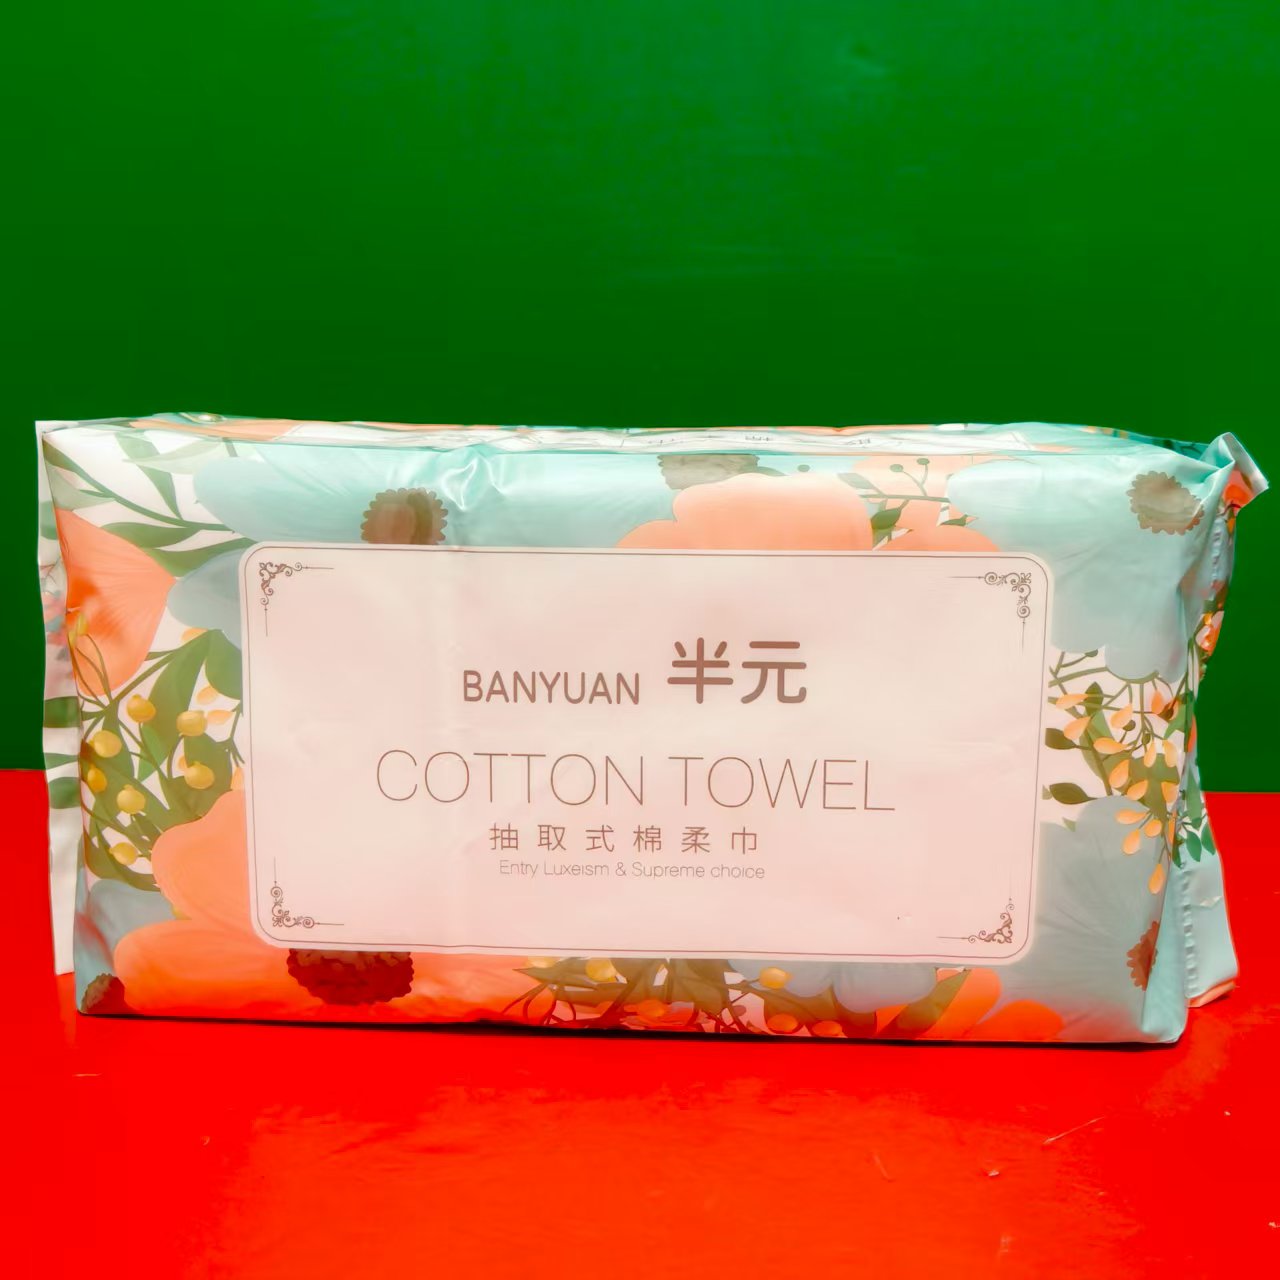 BANYUAN 半元
COTTON TOWEL
抽取式棉柔巾
Entry Luxeism & Supreme choice